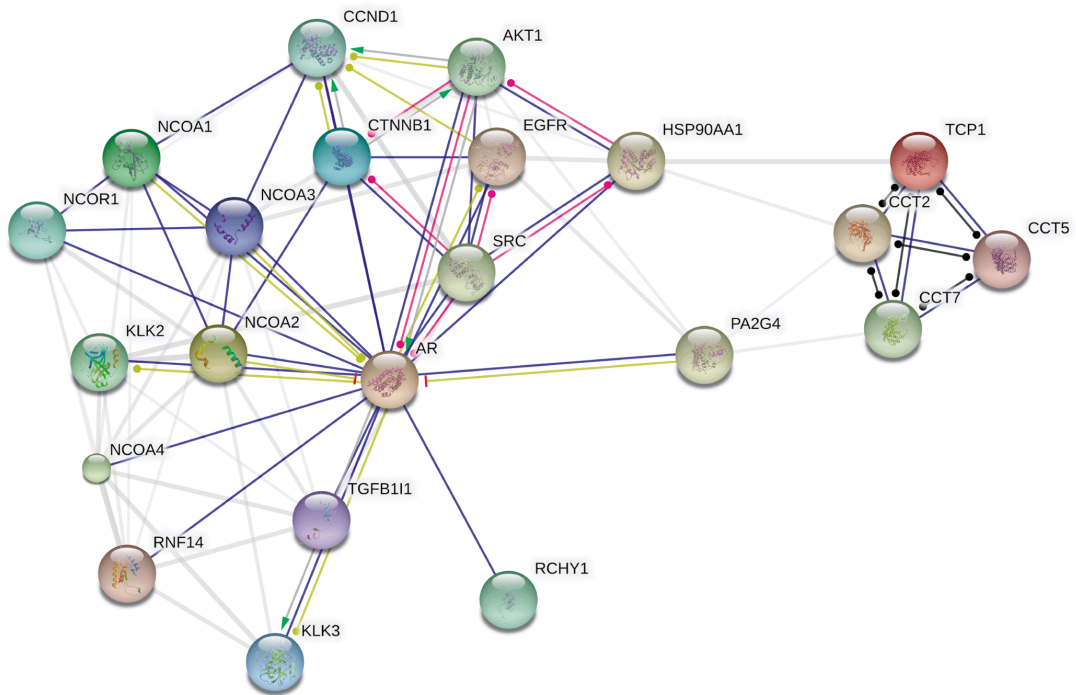 CCND1
AKT1
NCOA1
CTNNB1
EGFR
HSP90AA1
TCP1
NCOR1
NCOA3
CCT2
CCT5
SRC
CCT7
KLK2
NCOA2
AR
PA2G4
NCOA4
TGFB1I1
RNF14
RCHY1
KLK3